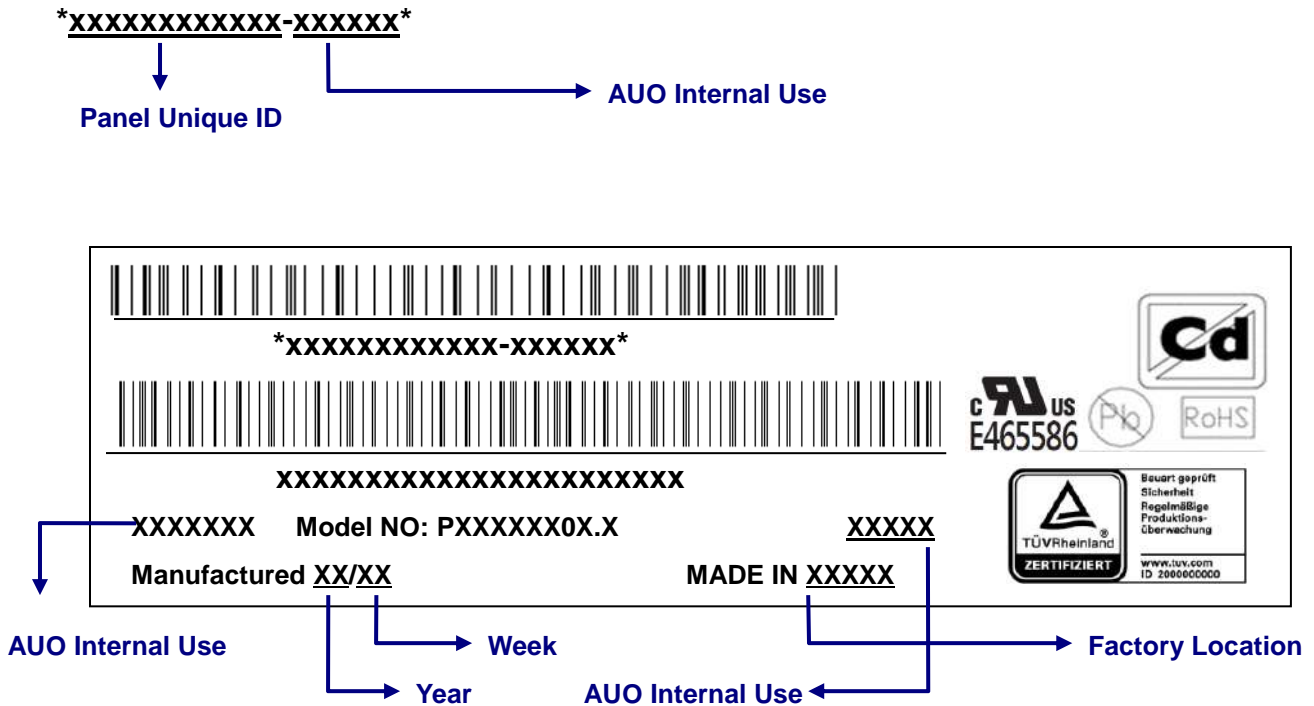 *xxxxxxxxxxxx-xxxxxx*
AUO Internal Use
Panel Unique ID
*xxxxxxxxxxxx-xxxxxx*
Cd
c RU US
E465586
Pb
RoHS
xxxxxxxxxxxxxxxxxxxxxxx
XXXXXXX Model NO: PXXXXXX0X.X XXXXX
Manufactured XX/XX MADE IN XXXXX
TÜVRheinland®
ZERTIFIZIERT
Bauart geprüft
Sicherheit
Regelmäßige
Produktions-
überwachung
www.tuv.com
ID 2000000000
AUO Internal Use
Week
Factory Location
Year
AUO Internal Use